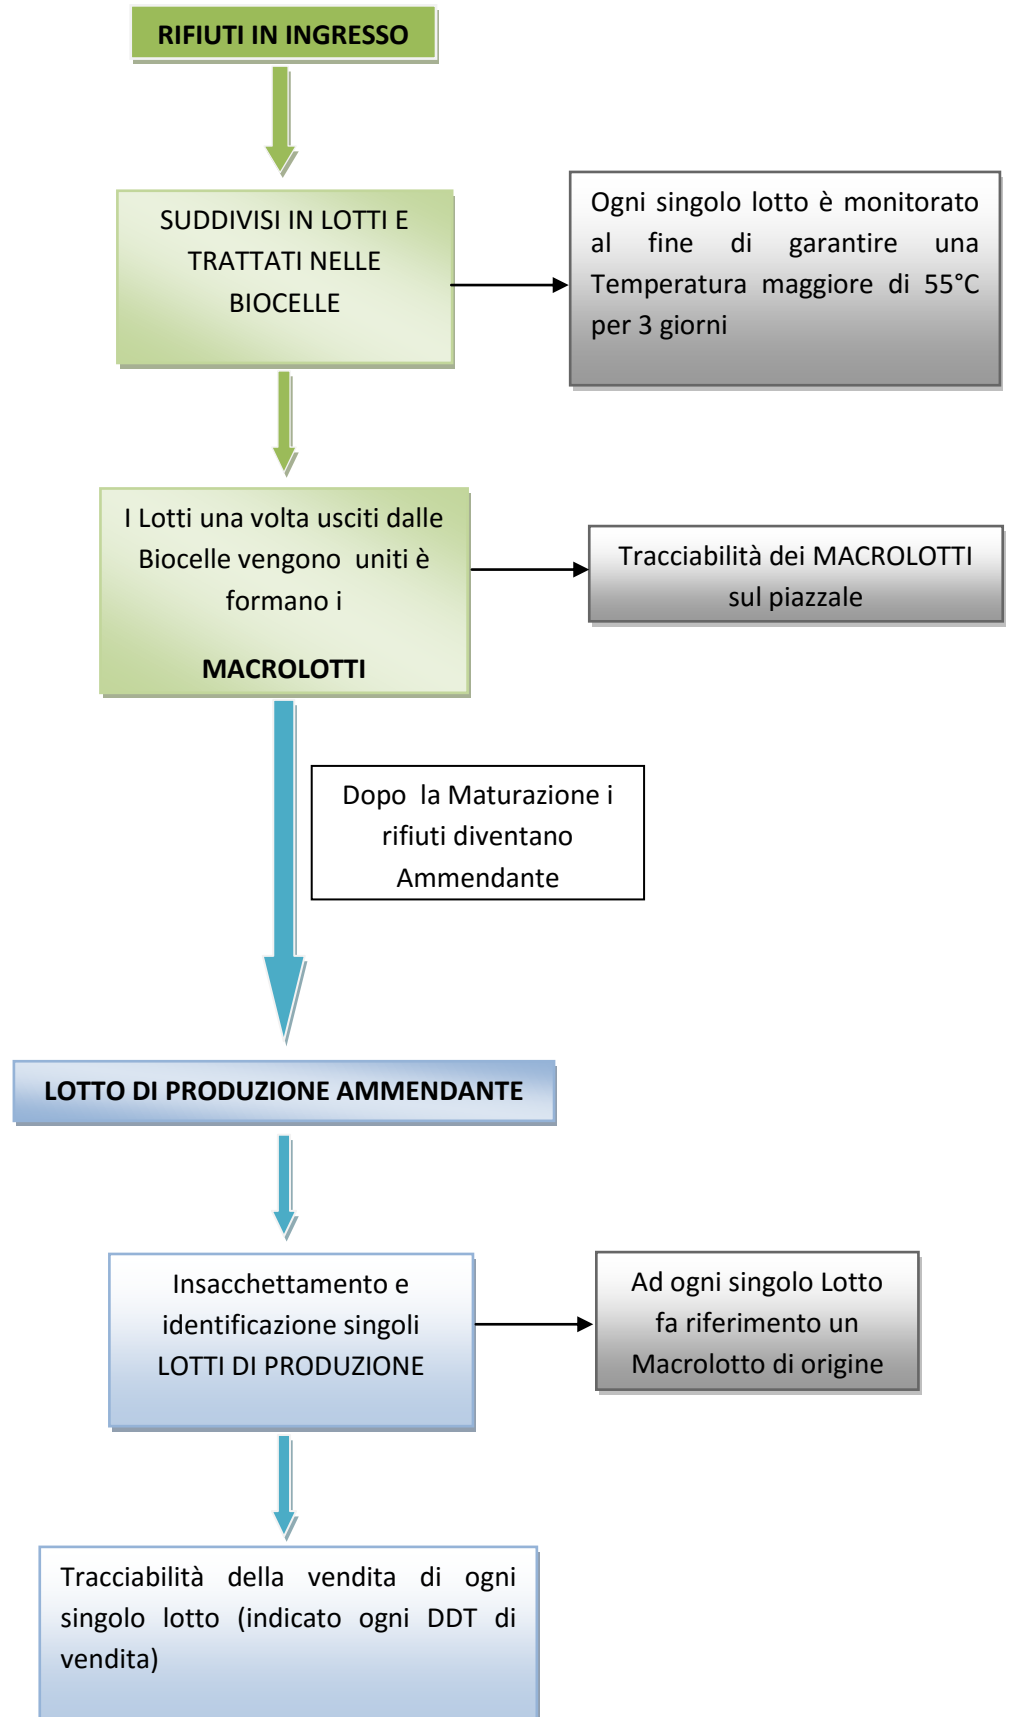 RIFIUTI IN INGRESSO
SUDDIVISI IN LOTTI E
TRATTATI NELLE
BIOCELLE
Ogni singolo lotto è monitorato
al fine di garantire una
Temperatura maggiore di 55°C
per 3 giorni
I Lotti una volta usciti dalle
Biocelle vengono uniti è
formano i
MACROLOTTI
Tracciabilità dei MACROLOTTI
sul piazzale
Dopo la Maturazione i
rifiuti diventano
Ammendante
LOTTO DI PRODUZIONE AMMENDANTE
Insacchettamento e
identificazione singoli
LOTTI DI PRODUZIONE
Ad ogni singolo Lotto
fa riferimento un
Macrolotto di origine
Tracciabilità della vendita di ogni
singolo lotto (indicato ogni DDT di
vendita)